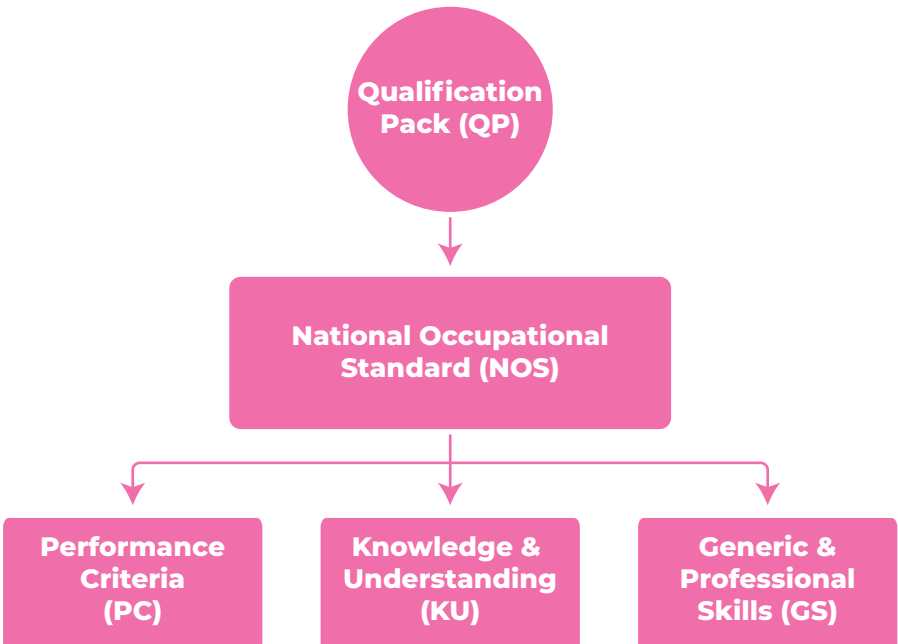 Qualification
Pack (QP)
National Occupational
Standard (NOS)
Performance
Criteria
(PC)
Knowledge &
Understanding
(KU)
Generic &
Professional
Skills (GS)